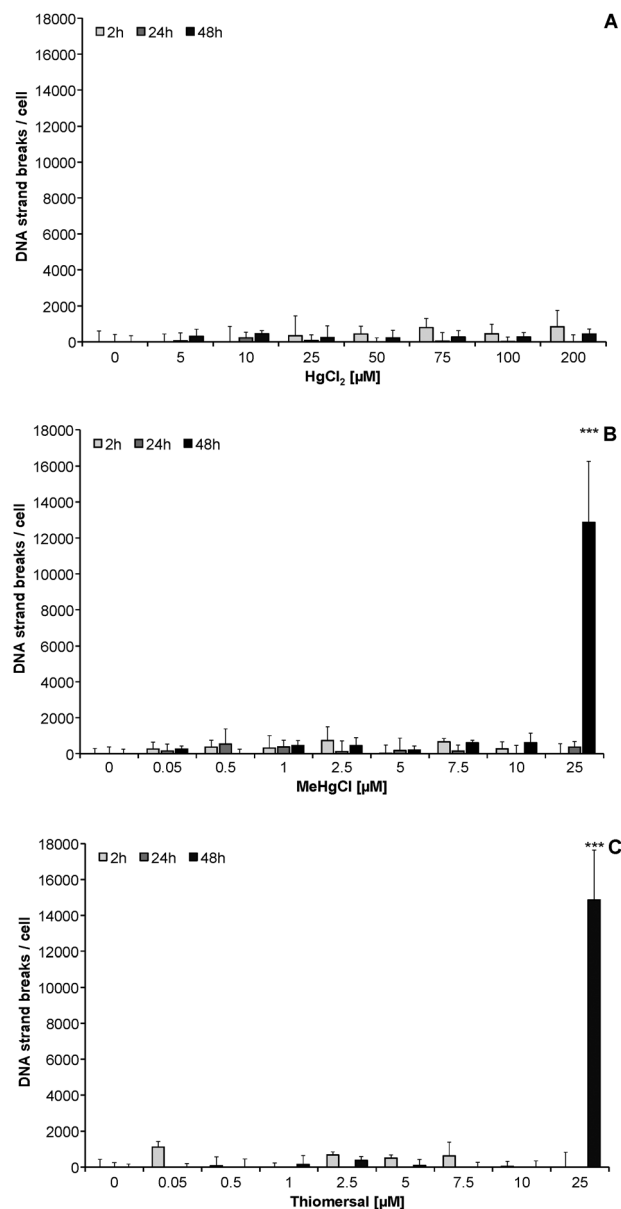 A
2h 24h 48h
18000
16000
14000
12000
10000
8000
6000
4000
2000
0
DNA strand breaks / cell
0 5 10 25 50 75 100 200
HgCl₂ [µM]
*** B
2h 24h 48h
18000
16000
14000
12000
10000
8000
6000
4000
2000
0
DNA strand breaks / cell
0 0.05 0.5 1 2.5 5 7.5 10 25
MeHgCl [µM]
*** C
2h 24h 48h
18000
16000
14000
12000
10000
8000
6000
4000
2000
0
DNA strand breaks / cell
0 0.05 0.5 1 2.5 5 7.5 10 25
Thiomersal [µM]